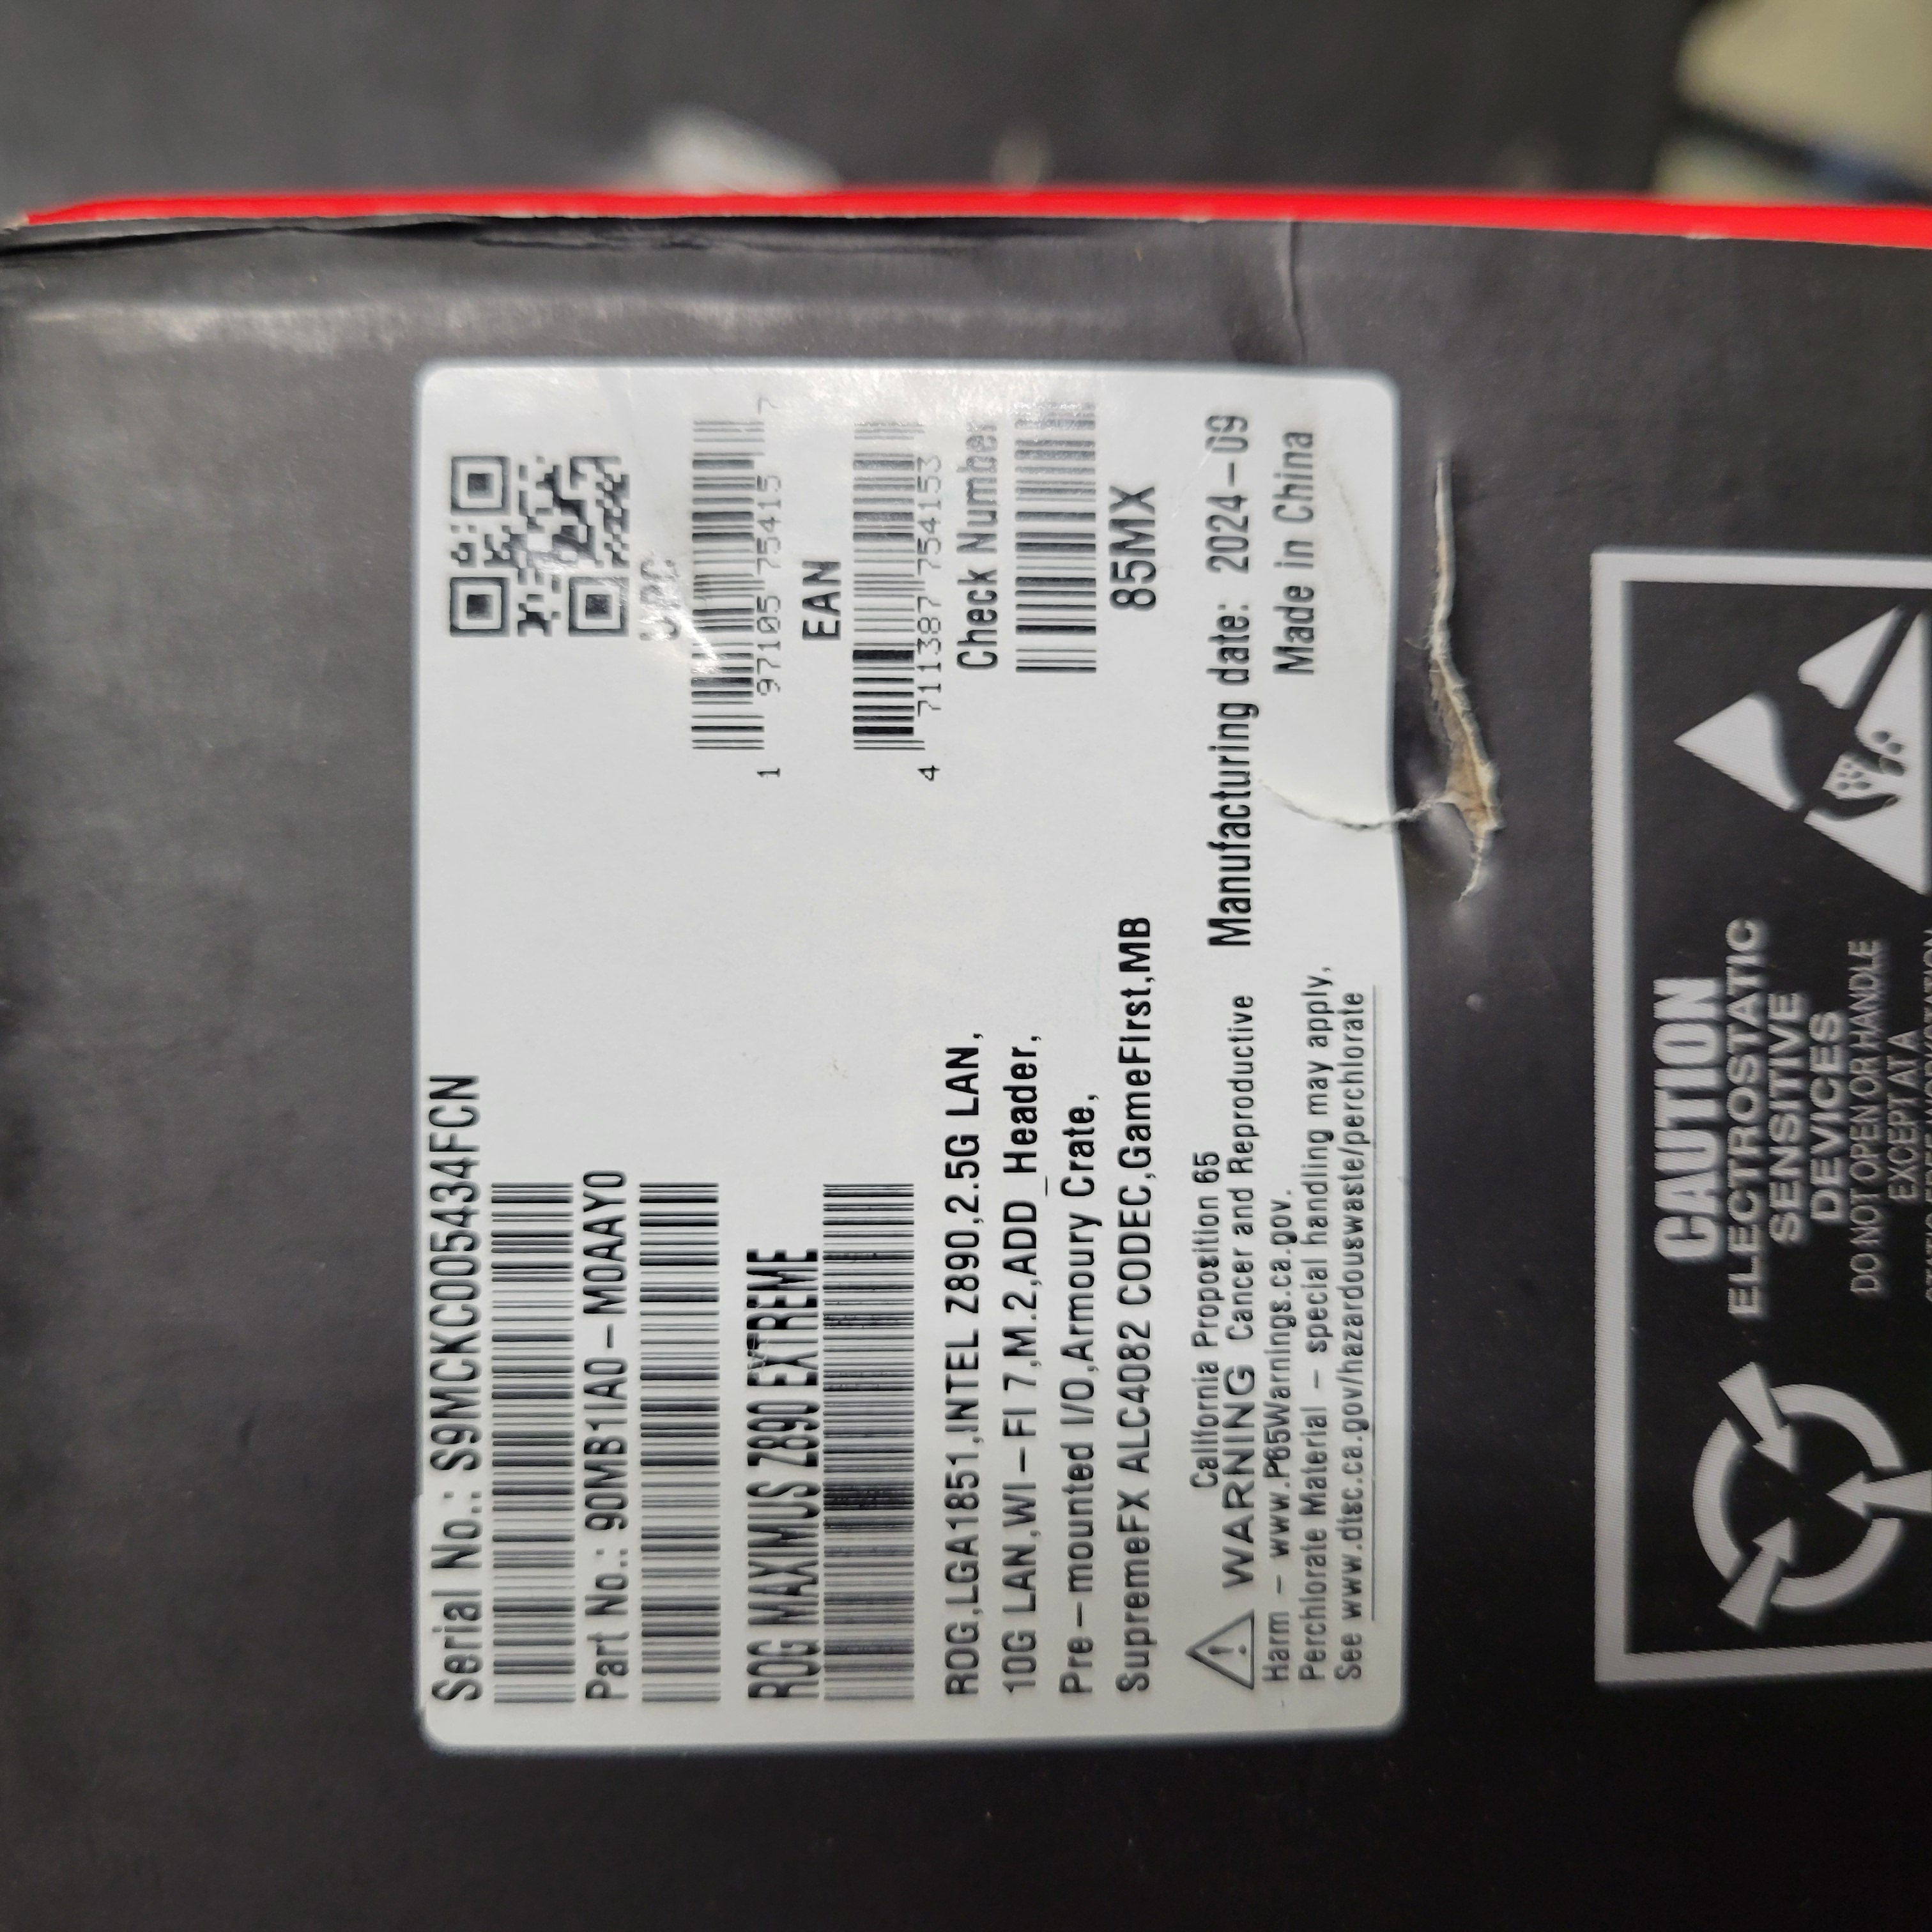 Serial No.: S9MCKC005434FCN
Part No.: 90MB1IA0-M0AAY0
ROG MAXIMUS Z890 EXTREME
UPC
1 97105 75415 7
EAN
4 711387 754153
Check Number
85MX
ROG,LGA1851,INTEL Z890,2.5G LAN,
10G LAN,WI-FI 7,M.2,ADD_Header,
Pre-mounted I/O,Armoury Crate,
SupremeFX ALC4082 CODEC,GameFirst,MB
California Proposition 65
WARNING Cancer and Reproductive
Harm - www.P65Warnings.ca.gov.
Perchlorate Material - special handling may apply,
See www.dtsc.ca.gov/hazardouswaste/perchlorate
Manufacturing date: 2024-09
Made in China
CAUTION
ELECTROSTATIC
SENSITIVE
DEVICES
DO NOT OPEN OR HANDLE
EXCEPT AT A